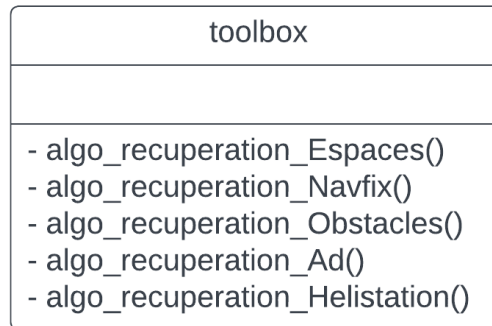 toolbox
- algo_recuperation_Espaces()
- algo_recuperation_Navfix()
- algo_recuperation_Obstacles()
- algo_recuperation_Ad()
- algo_recuperation_Helistation()